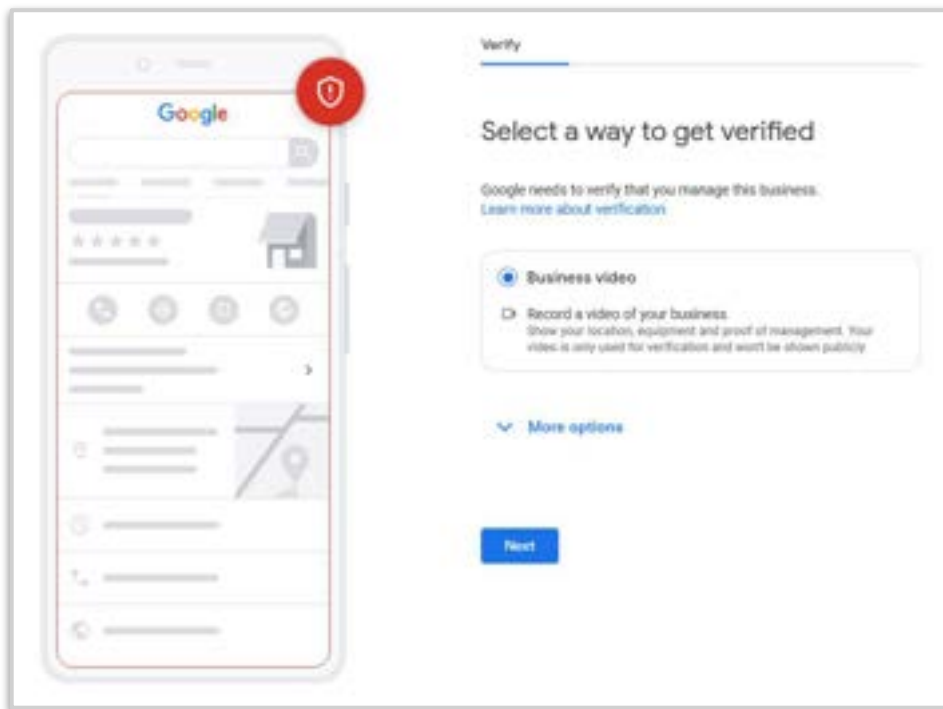 Google
Verify
Select a way to get verified
Google needs to verify that you manage this business.
Learn more about verification
Business video
Record a video of your business
Show your location, equipment and proof of management. Your
video is only used for verification and won't be shown publicly
More options
Next